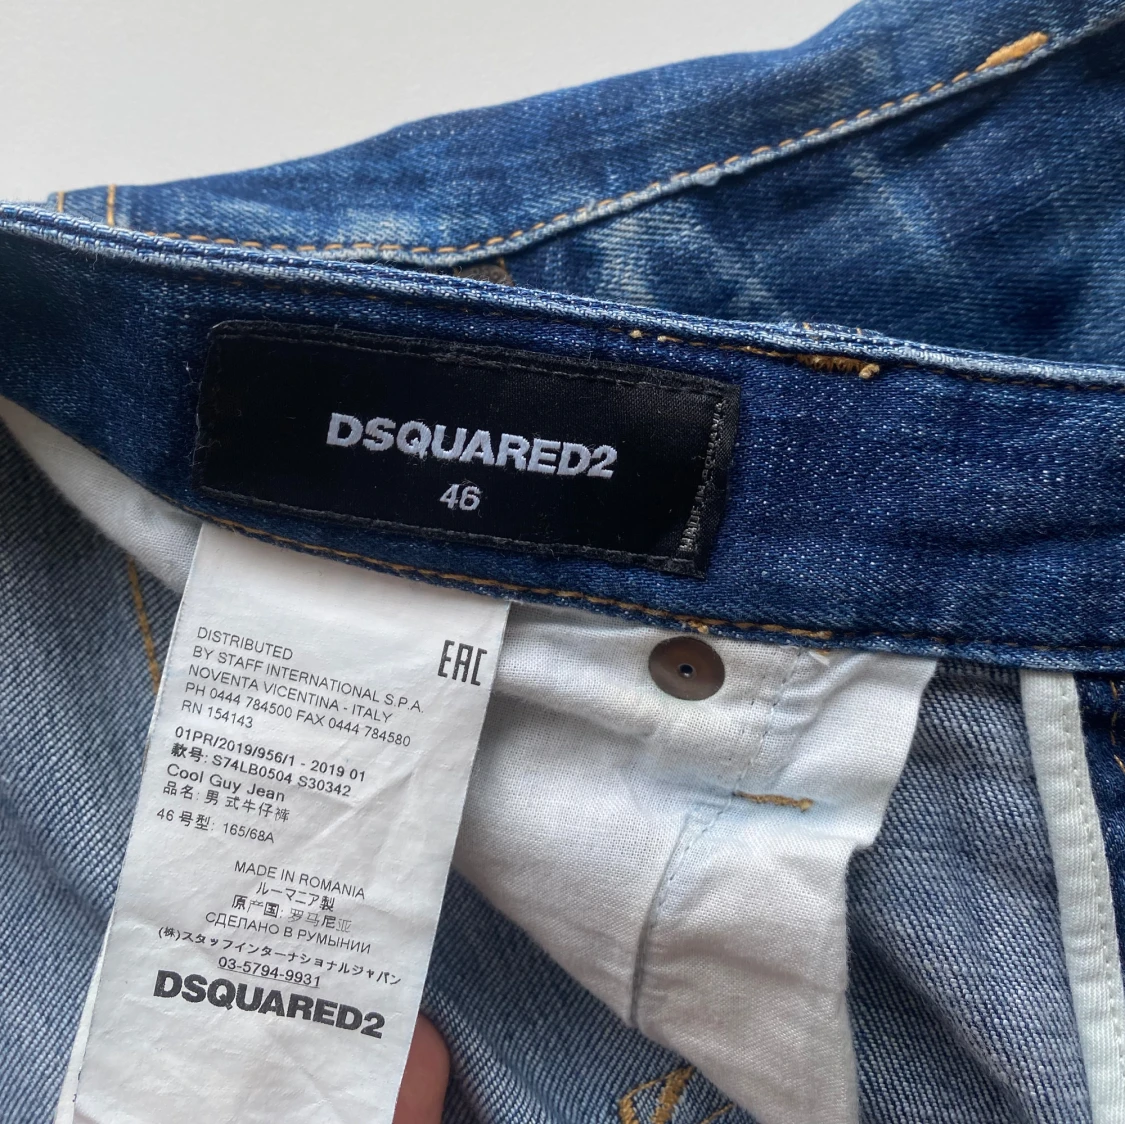 DSQUARED2
46
MADE IN ROMANIA
DISTRIBUTED
BY STAFF INTERNATIONAL S.P.A.
NOVENTA VICENTINA - ITALY
PH 0444 784500 FAX 0444 784580
RN 154143
EAC
01PR/2019/956/1 - 2019 01
款号: S74LB0504 S30342
Cool Guy Jean
品名: 男 式牛仔裤
46 号型: 165/68A
MADE IN ROMANIA
ルーマニア製
原产国: 罗马尼亚
СДЕЛАНО В РУМЫНИИ
(株)スタッフインターナショナルジャパン
03-5794-9931
DSQUARED2